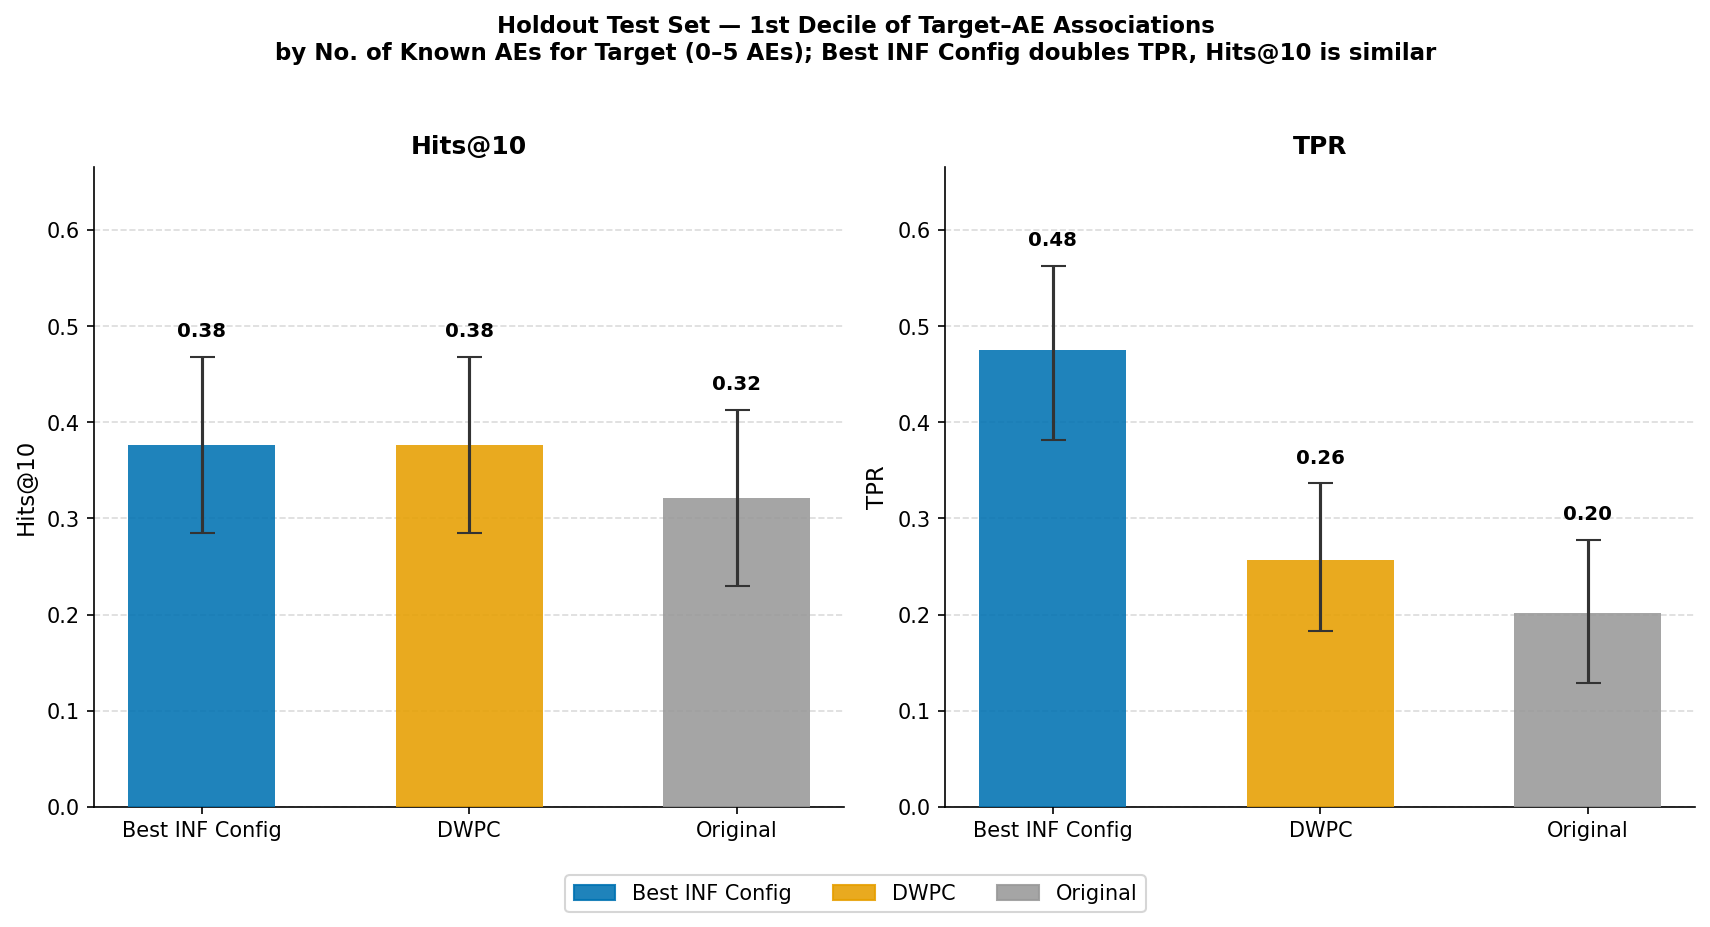 Holdout Test Set — 1st Decile of Target–AE Associations
by No. of Known AEs for Target (0–5 AEs); Best INF Config doubles TPR, Hits@10 is similar
Hits@10
Hits@10
0.6
0.5
0.4
0.3
0.2
0.1
0.0
0.38
0.38
0.32
Best INF Config
DWPC
Original
TPR
TPR
0.6
0.5
0.4
0.3
0.2
0.1
0.0
0.48
0.26
0.20
Best INF Config
DWPC
Original
Best INF Config
DWPC
Original